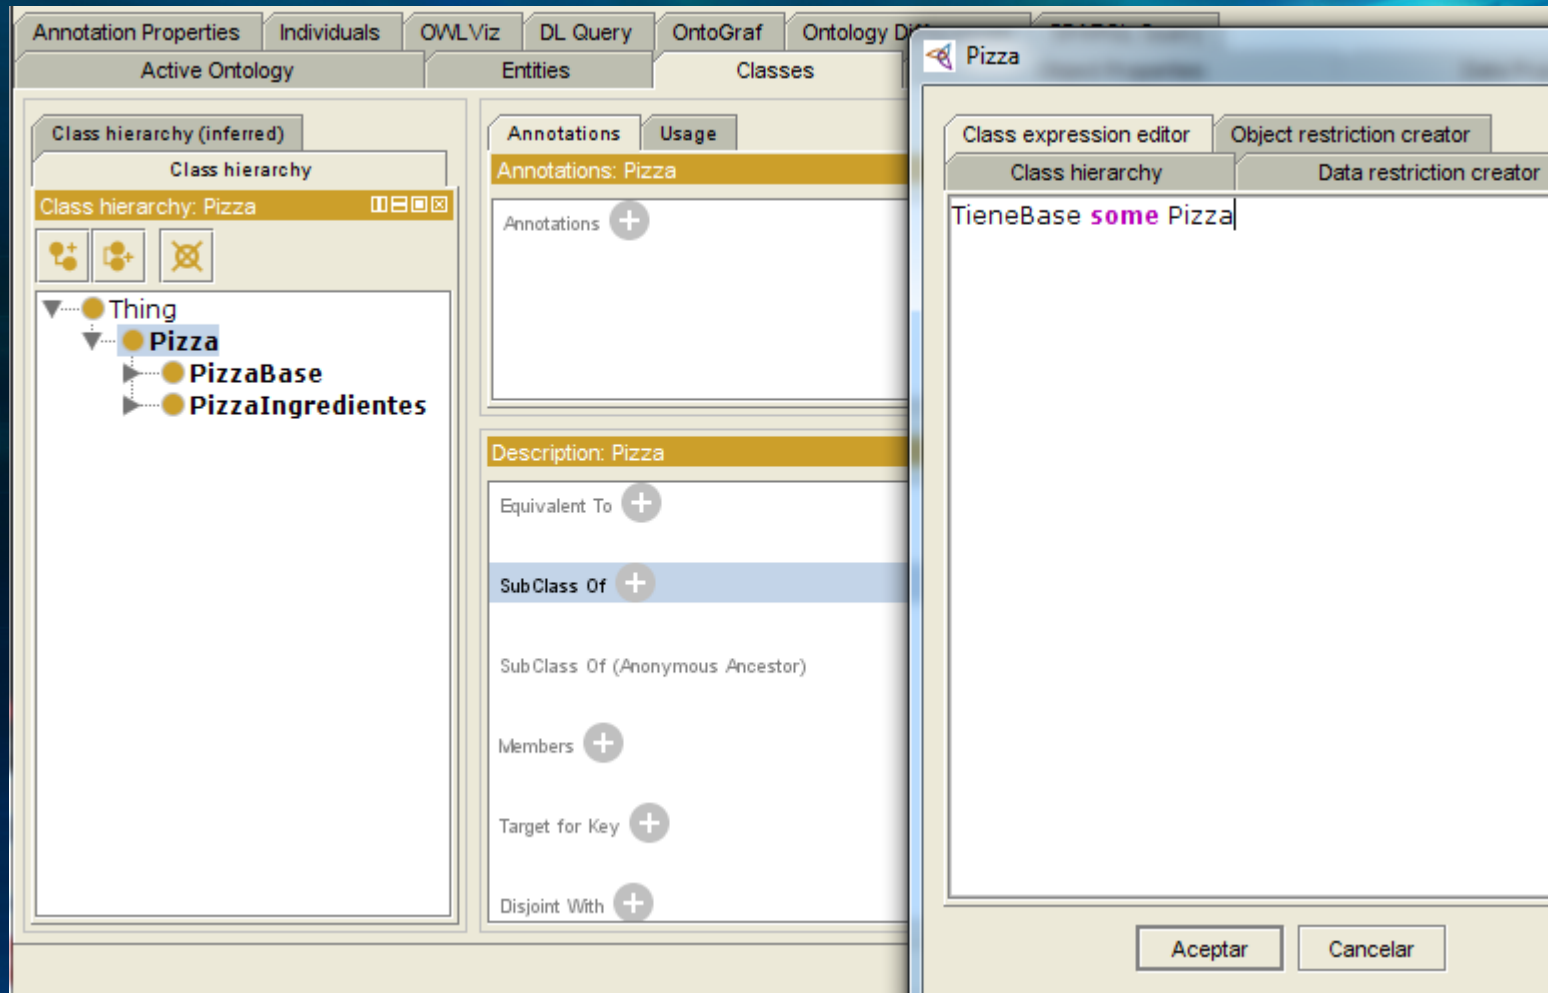 Annotation Properties Individuals OWLViz DL Query OntoGraf Ontology
Active Ontology Entities Classes
Class hierarchy (inferred)
Class hierarchy
Class hierarchy: Pizza
Thing
Pizza
PizzaBase
PizzaIngredientes
Annotations Usage
Annotations: Pizza
Annotations
Description: Pizza
Equivalent To
SubClass Of
SubClass Of (Anonymous Ancestor)
Members
Target for Key
Disjoint With
Pizza
Class expression editor Object restriction creator
Class hierarchy Data restriction creator
TieneBase some Pizza
Aceptar Cancelar